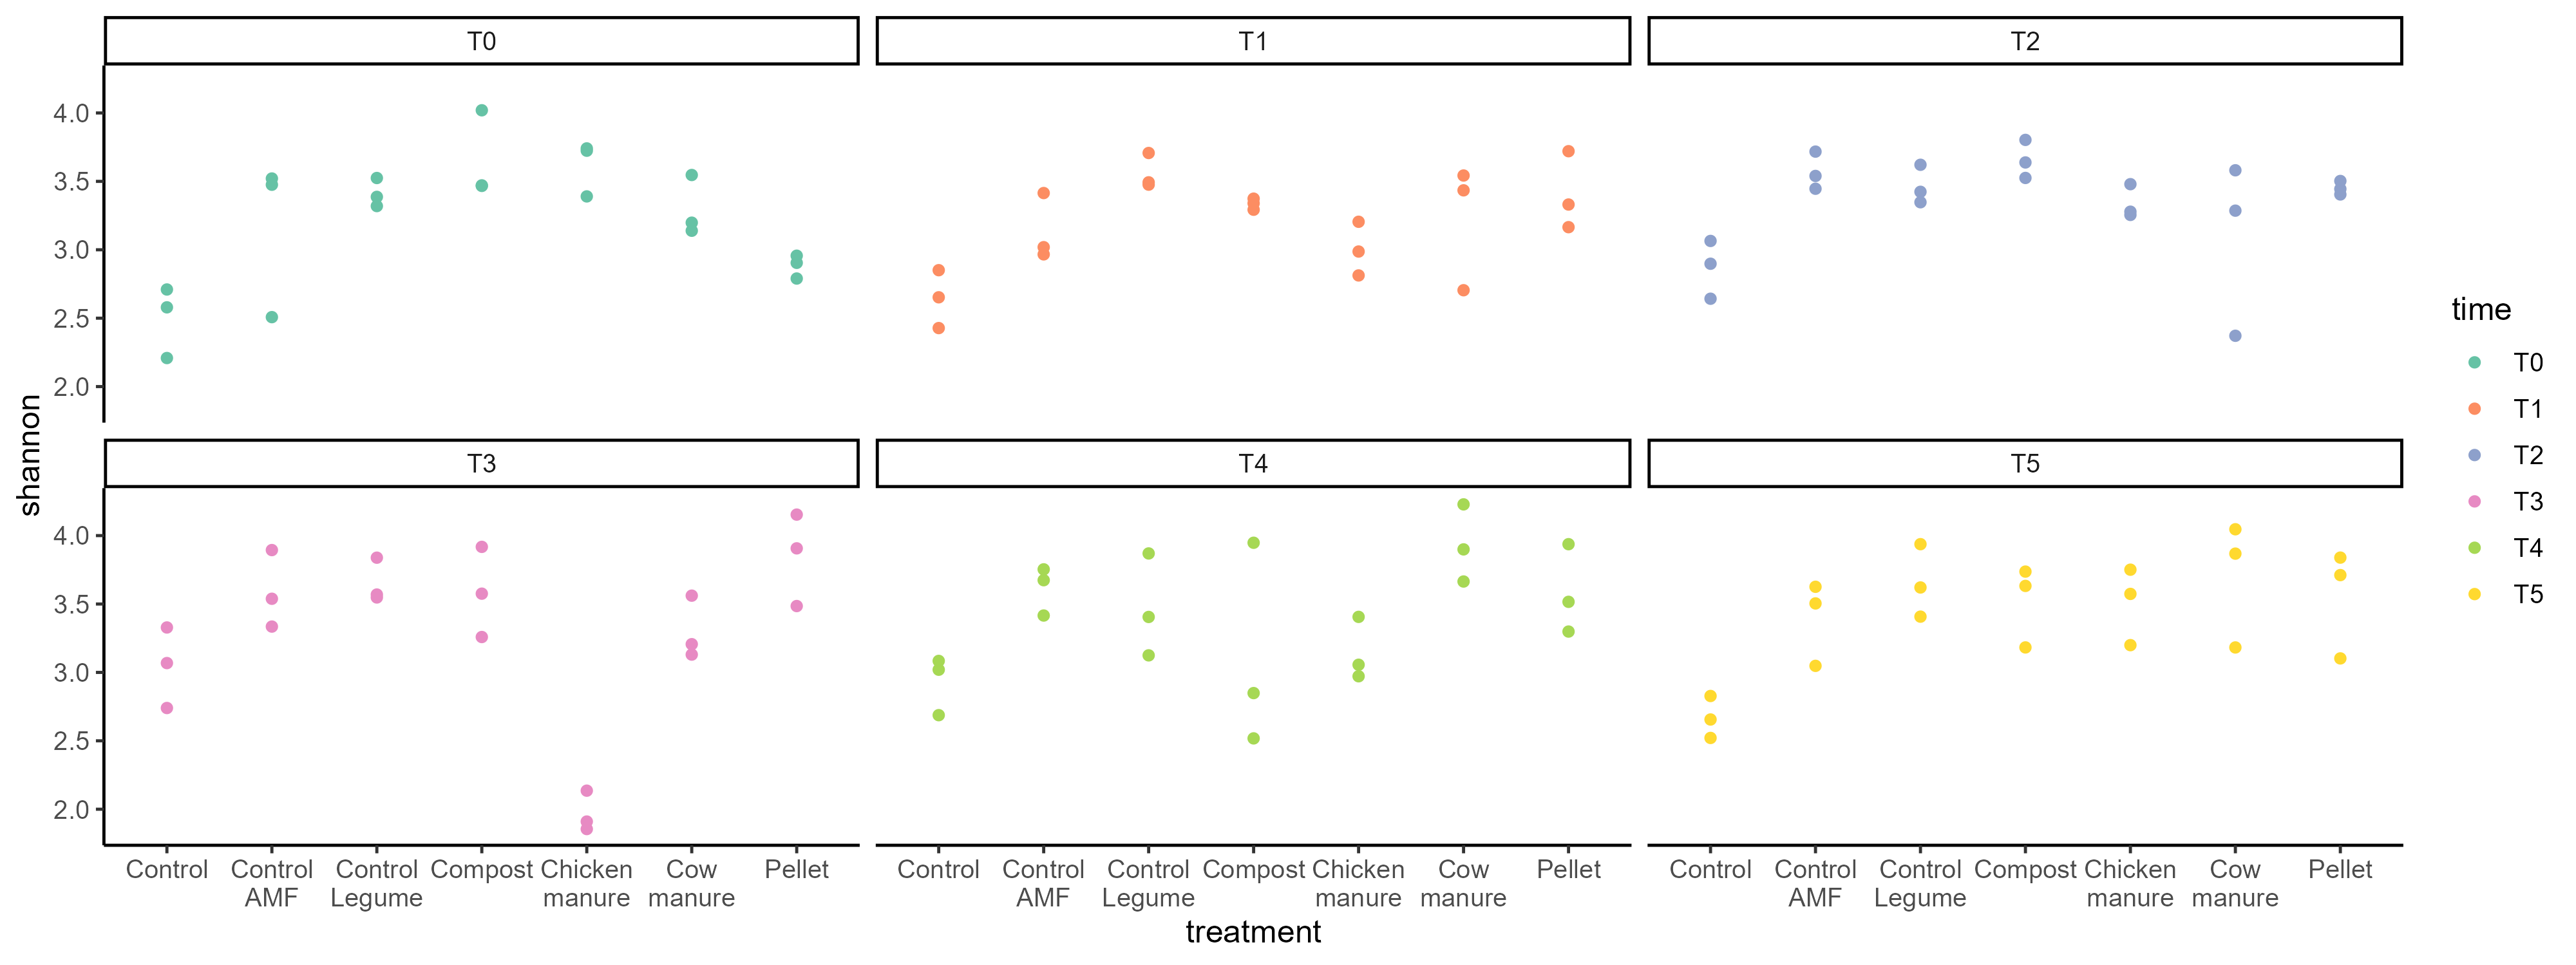 T0 T1 T2
4.0
3.5
3.0
2.5
2.0
shannon
T3 T4 T5
4.0
3.5
3.0
2.5
2.0
Control Control Control Compost Chicken Cow Pellet Control Control Control Compost Chicken Cow Pellet Control Control Control Compost Chicken Cow Pellet
AMF Legume manure manure AMF Legume manure manure AMF Legume manure manure
treatment
time
T0
T1
T2
T3
T4
T5